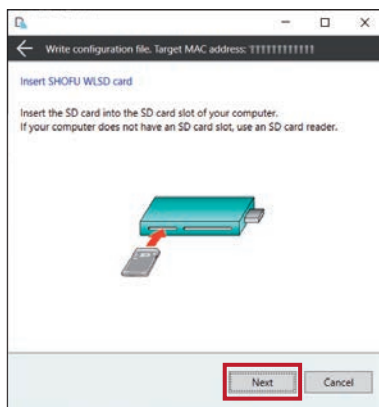 Write configuration file. Target MAC address: 111111111111
Insert SHOFU WLSD card
Insert the SD card into the SD card slot of your computer.
If your computer does not have an SD card slot, use an SD card reader.
Next
Cancel